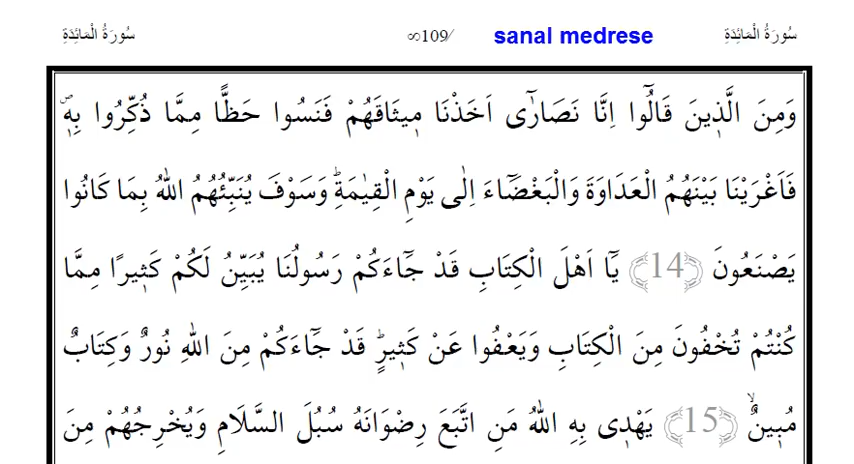 سُورَةُ الْمَائِدَةِ sanal medrese ∞109/ سُورَةُ الْمَائِدَةِ
وَمِنَ الَّذ۪ينَ قَالُٓوا اِنَّا نَصَارٰٓى اَخَذْنَا م۪يثَاقَهُمْ فَنَسُوا حَظًّا مِمَّا ذُكِّرُوا بِه۪ۖ
فَاَغْرَيْنَا بَيْنَهُمُ الْعَدَاوَةَ وَالْبَغْضَٓاءَ اِلٰى يَوْمِ الْقِيٰمَةِۜ وَسَوْفَ يُنَبِّئُهُمُ اللّٰهُ بِمَا كَانُوا
يَصْنَعُونَ ﴿14﴾ يَٓا اَهْلَ الْكِتَابِ قَدْ جَٓاءَكُمْ رَسُولُنَا يُبَيِّنُ لَكُمْ كَث۪يرًا مِمَّا
كُنْتُمْ تُخْفُونَ مِنَ الْكِتَابِ وَيَعْفُوا عَنْ كَث۪يرٍۜ قَدْ جَٓاءَكُمْ مِنَ اللّٰهِ نُورٌ وَكِتَابٌ
مُب۪ينٌۙ ﴿15﴾ يَهْد۪ى بِهِ اللّٰهُ مَنِ اتَّبَعَ رِضْوَانَهُ سُبُلَ السَّلَامِ وَيُخْرِجُهُمْ مِنَ